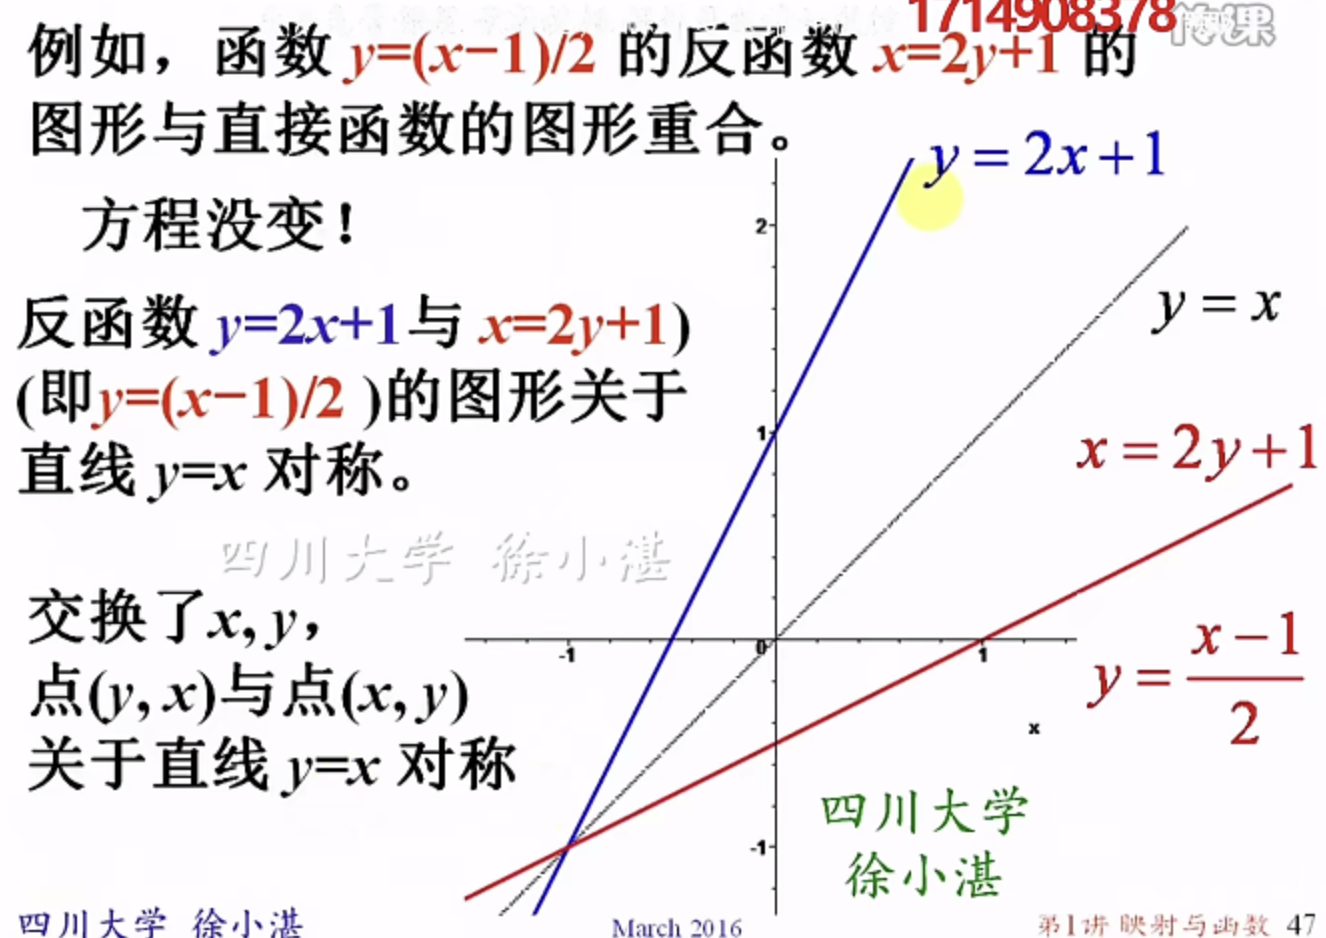 1714908378
例如，函数 y=(x−1)/2 的反函数 x=2y+1 的
图形与直接函数的图形重合。
y = 2x+1
方程没变！
2
y = x
反函数 y=2x+1与 x=2y+1)
(即y=(x−1)/2 )的图形关于
1
x = 2y+1
直线 y=x 对称。
四川大学 徐小湛
交换了x, y，
-1
0
1
y = (x−1)/2
点(y, x)与点(x, y)
x
关于直线 y=x 对称
-1
四川大学
徐小湛
四川大学 徐小湛
March 2016
第1讲 映射与函数 47